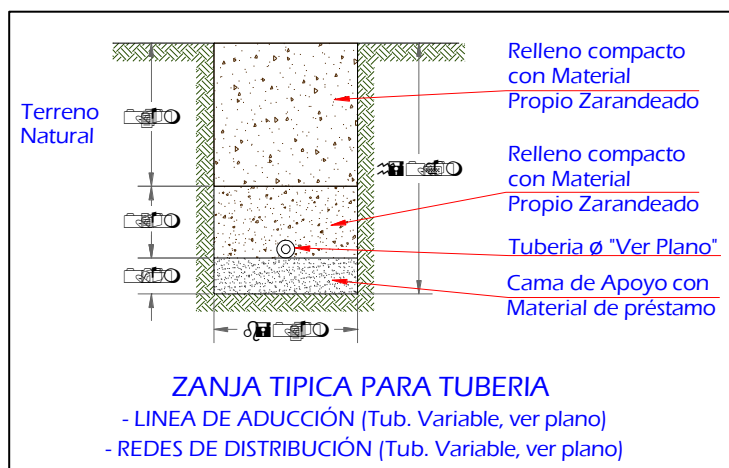 Relleno compacto
con Material
Propio Zarandeado
Terreno
Natural
Relleno compacto
con Material
Propio Zarandeado
Tuberia ø "Ver Plano"
Cama de Apoyo con
Material de préstamo
ZANJA TIPICA PARA TUBERIA
- LINEA DE ADUCCIÓN (Tub. Variable, ver plano)
- REDES DE DISTRIBUCIÓN (Tub. Variable, ver plano)